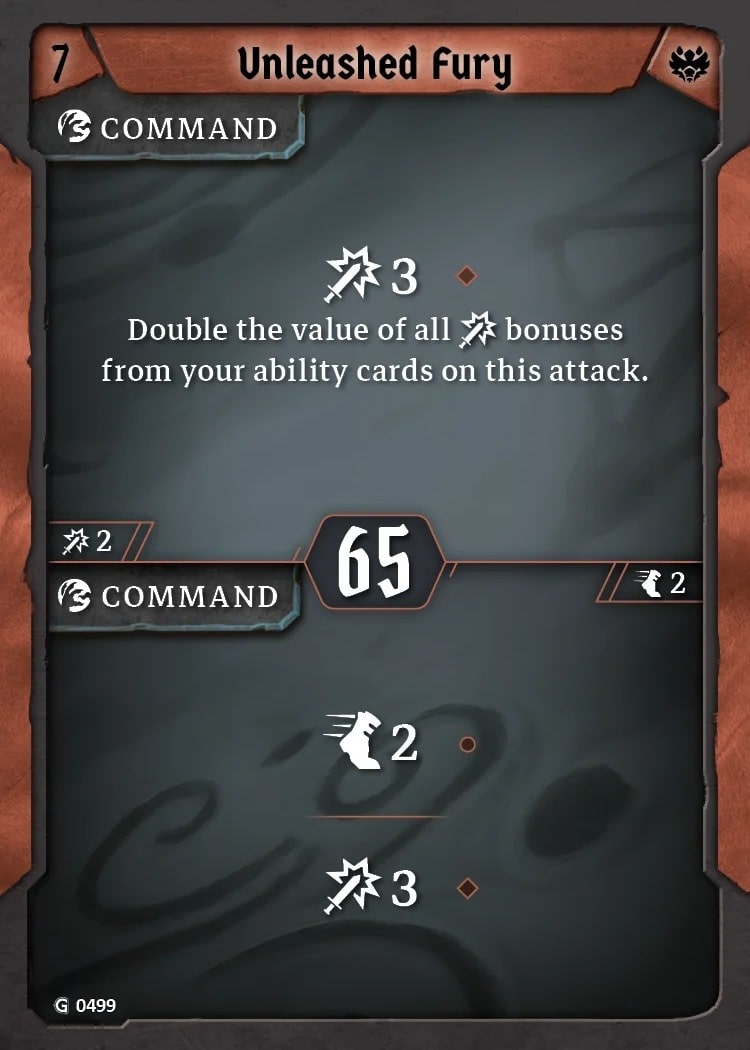 7
Unleashed Fury
COMMAND
3
Double the value of all bonuses
from your ability cards on this attack.
2
65
COMMAND
2
2
3
G 0499